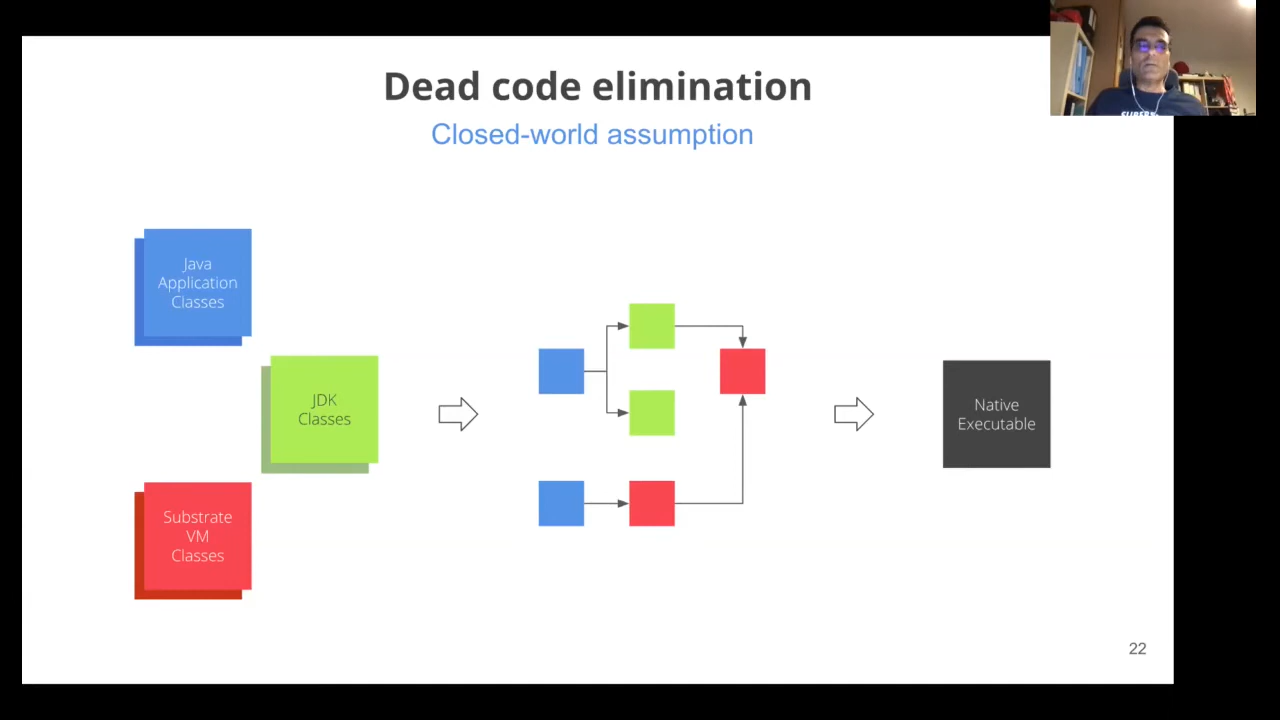 Dead code elimination
Closed-world assumption
Java
Application
Classes
JDK
Classes
Substrate
VM
Classes
Native
Executable
22